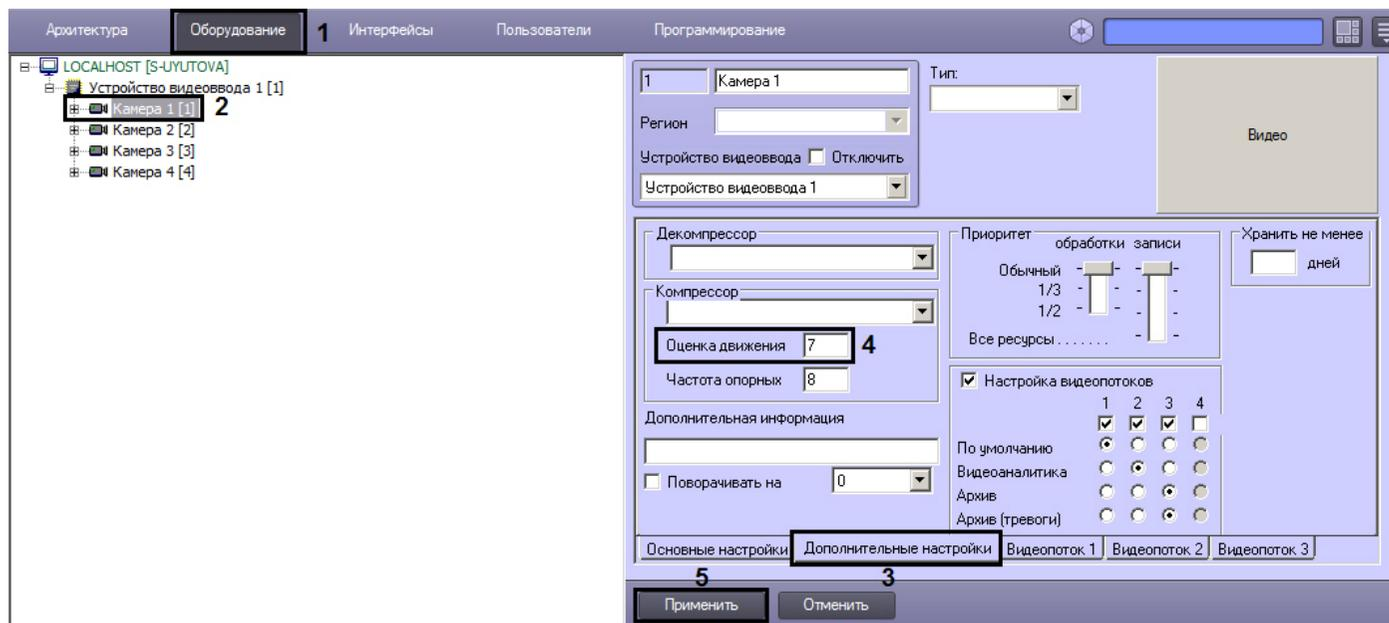 Архитектура Оборудование 1 Интерфейсы Пользователи Программирование
LOCALHOST [S-UYUTOVA]
Устройство видеоввода 1 [1]
Камера 1 [1] 2
Камера 2 [2]
Камера 3 [3]
Камера 4 [4]
1 Камера 1
Регион
Устройство видеоввода Отключить
Устройство видеоввода 1
Тип:
Видео
Декомпрессор
Компрессор
Оценка движения 7 4
Частота опорных 8
Дополнительная информация
Поворачивать на 0
Приоритет
обработки записи
Обычный
1/3
1/2
Все ресурсы . . . . . . .
Настройка видеопотоков
1 2 3 4
По умолчанию
Видеоаналитика
Архив
Архив (тревоги)
Хранить не менее
дней
Основные настройки Дополнительные настройки Видеопоток 1 Видеопоток 2 Видеопоток 3
5 3
Применить Отменить